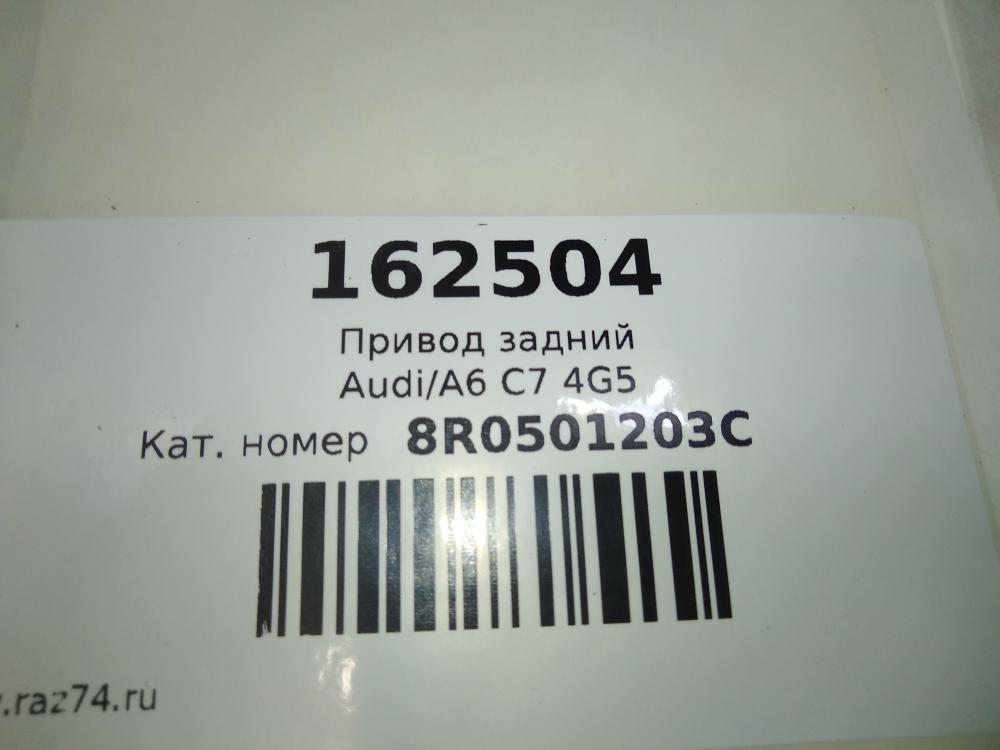 162504
Привод задний
Audi/A6 C7 4G5
Кат. номер 8R0501203C
.raz74.ru